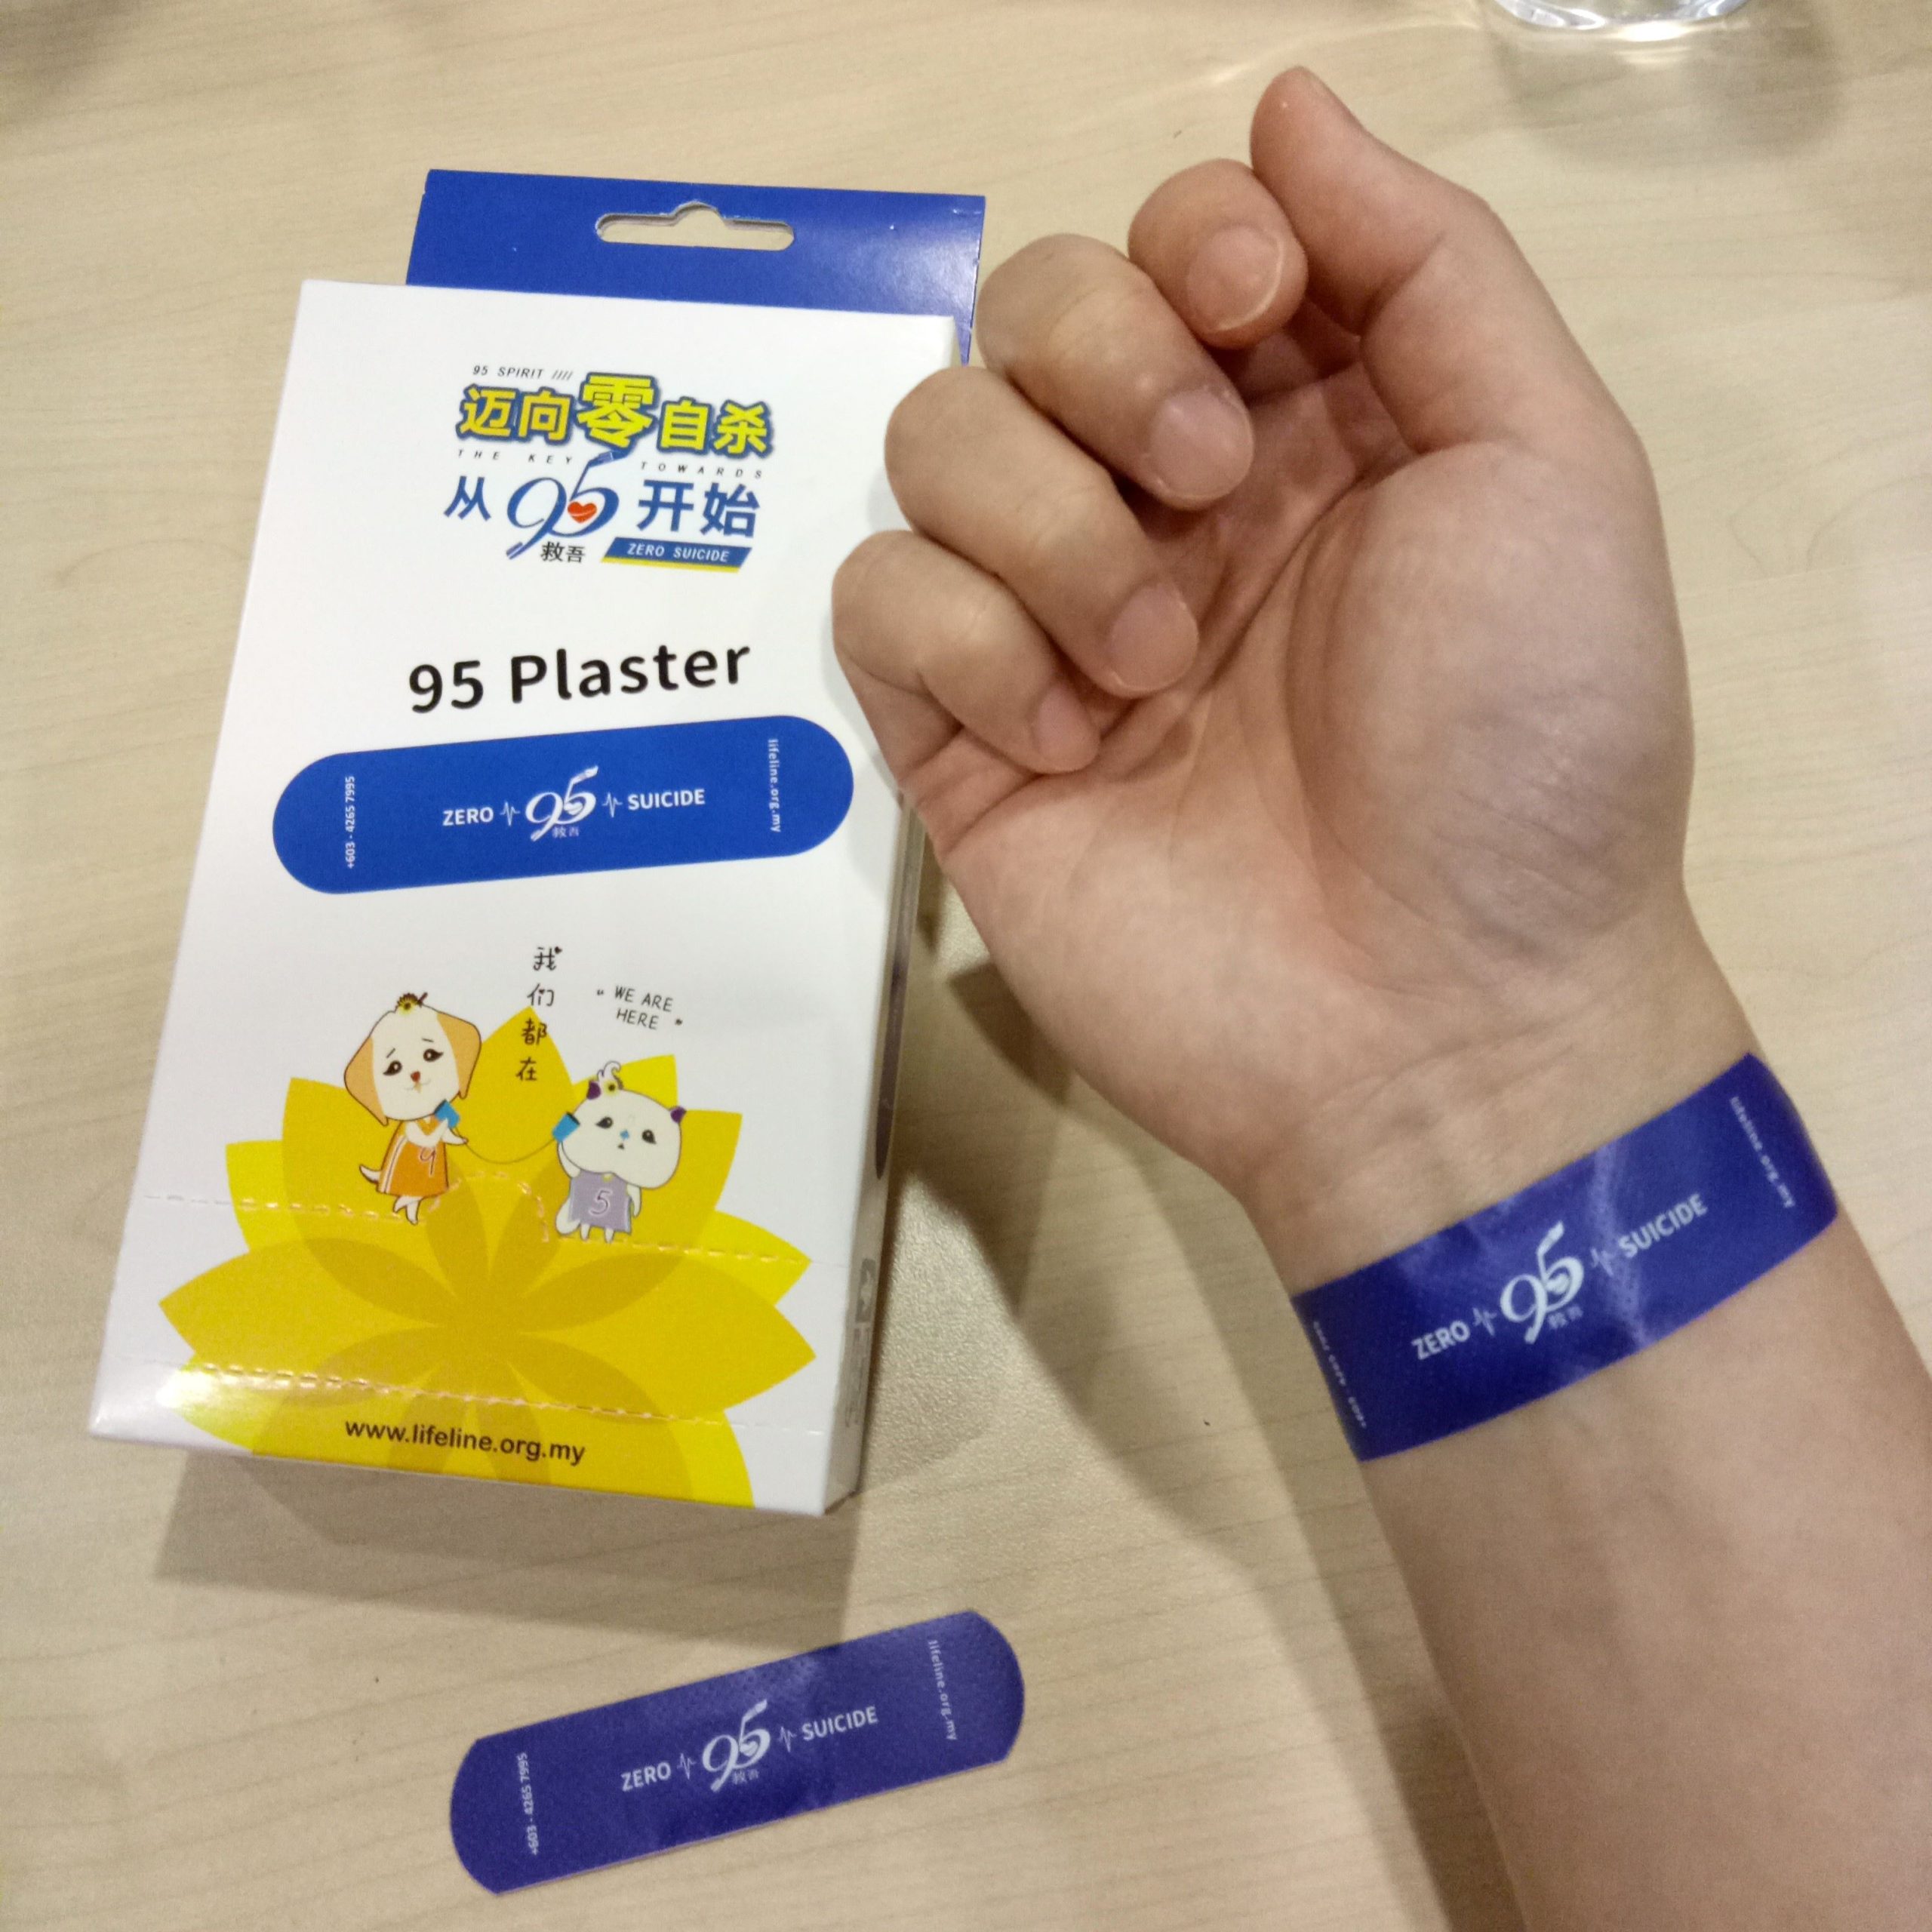 95 SPIRIT ////
迈向零自杀
THE KEY TOWARDS
从95开始
救吾 ZERO SUICIDE
95 Plaster
+603 - 4265 7995
ZERO 95 SUICIDE
救吾
lifeline.org.my
我们都在
"WE ARE
HERE"
4
5
www.lifeline.org.my
ZERO 95 SUICIDE
救吾
lifeline.org.my
+603 - 4265 7995
ZERO 95 SUICIDE
救吾
lifeline.org.my